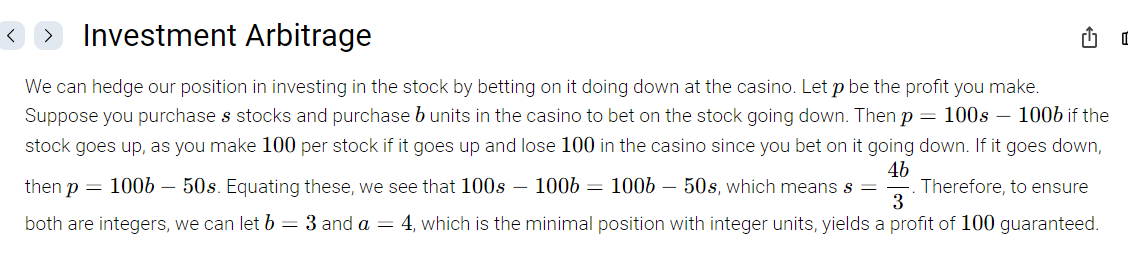 Investment Arbitrage
We can hedge our position in investing in the stock by betting on it doing down at the casino. Let p be the profit you make.
Suppose you purchase s stocks and purchase b units in the casino to bet on the stock going down. Then p = 100s − 100b if the
stock goes up, as you make 100 per stock if it goes up and lose 100 in the casino since you bet on it going down. If it goes down,
then p = 100b − 50s. Equating these, we see that 100s − 100b = 100b − 50s, which means s = 4b/3. Therefore, to ensure
both are integers, we can let b = 3 and a = 4, which is the minimal position with integer units, yields a profit of 100 guaranteed.